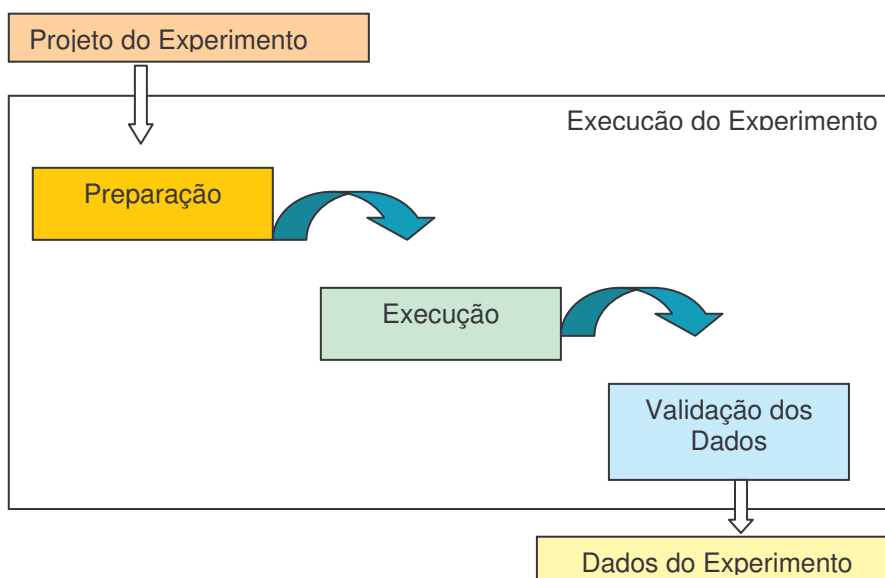 Projeto do Experimento
Execução do Experimento
Preparação
Execução
Validação dos
Dados
Dados do Experimento